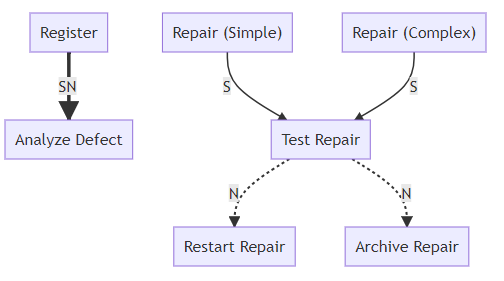 Register
Repair (Simple)
Repair (Complex)
SN
S
S
Analyze Defect
Test Repair
N
N
Restart Repair
Archive Repair